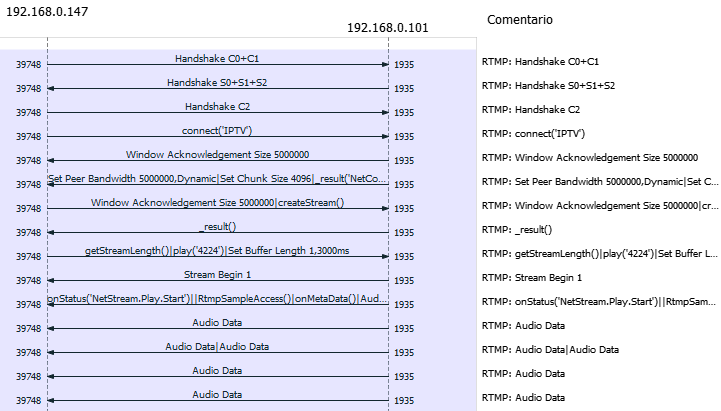 192.168.0.147
192.168.0.101
Comentario
39748 Handshake C0+C1 1935 RTMP: Handshake C0+C1
39748 Handshake S0+S1+S2 1935 RTMP: Handshake S0+S1+S2
39748 Handshake C2 1935 RTMP: Handshake C2
39748 connect('IPTV') 1935 RTMP: connect('IPTV')
39748 Window Acknowledgement Size 5000000 1935 RTMP: Window Acknowledgement Size 5000000
39748 Set Peer Bandwidth 5000000,Dynamic|Set Chunk Size 4096|_result('NetCo... 1935 RTMP: Set Peer Bandwidth 5000000,Dynamic|Set C...
39748 Window Acknowledgement Size 5000000|createStream() 1935 RTMP: Window Acknowledgement Size 5000000|cr...
39748 _result() 1935 RTMP: _result()
39748 getStreamLength()|play('4224')|Set Buffer Length 1,3000ms 1935 RTMP: getStreamLength()|play('4224')|Set Buffer L...
39748 Stream Begin 1 1935 RTMP: Stream Begin 1
39748 onStatus('NetStream.Play.Start')||RtmpSampleAccess()|onMetaData()|Aud... 1935 RTMP: onStatus('NetStream.Play.Start')||RtmpSam...
39748 Audio Data 1935 RTMP: Audio Data
39748 Audio Data|Audio Data 1935 RTMP: Audio Data|Audio Data
39748 Audio Data 1935 RTMP: Audio Data
39748 Audio Data 1935 RTMP: Audio Data